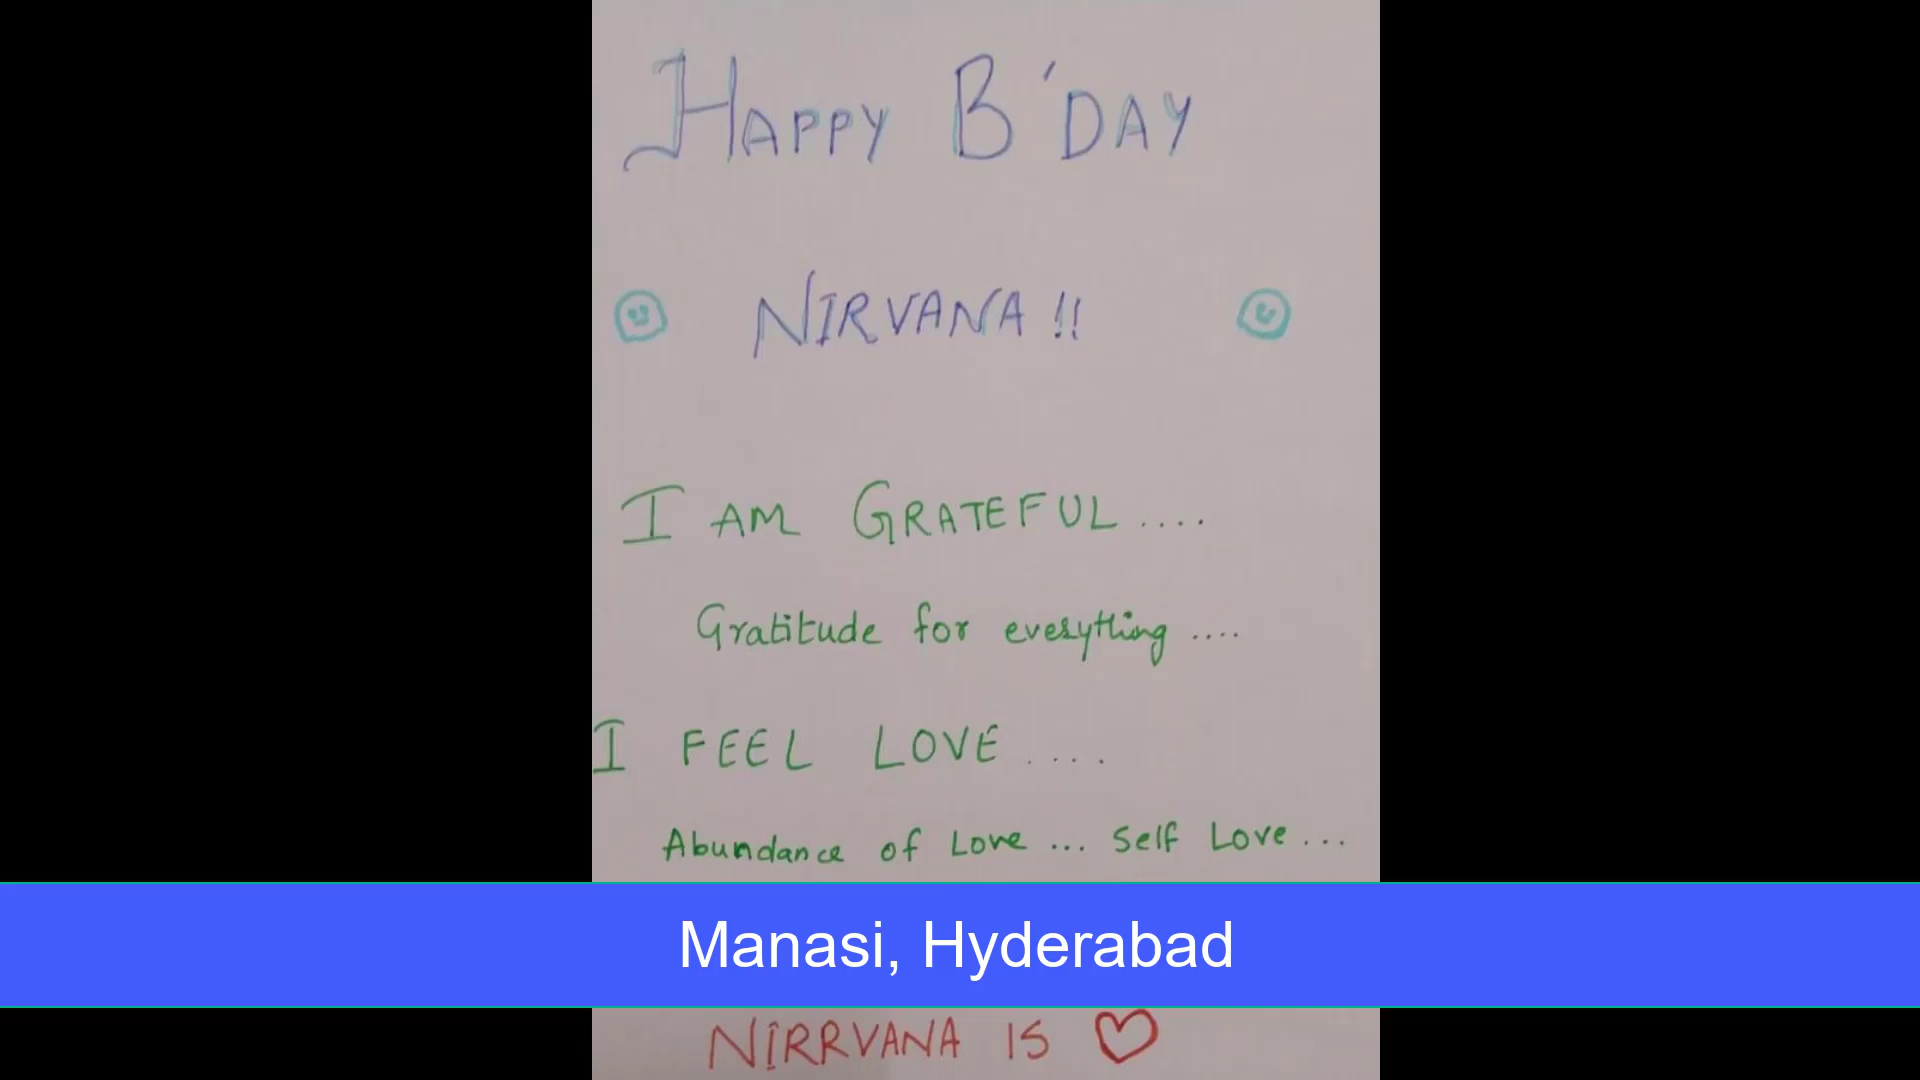 HAPPY B'DAY
NIRVANA !!
I AM GRATEFUL ....
Gratitude for everything ....
I FEEL LOVE ....
Abundance of Love ... Self Love ...
Manasi, Hyderabad
NIRRVANA IS